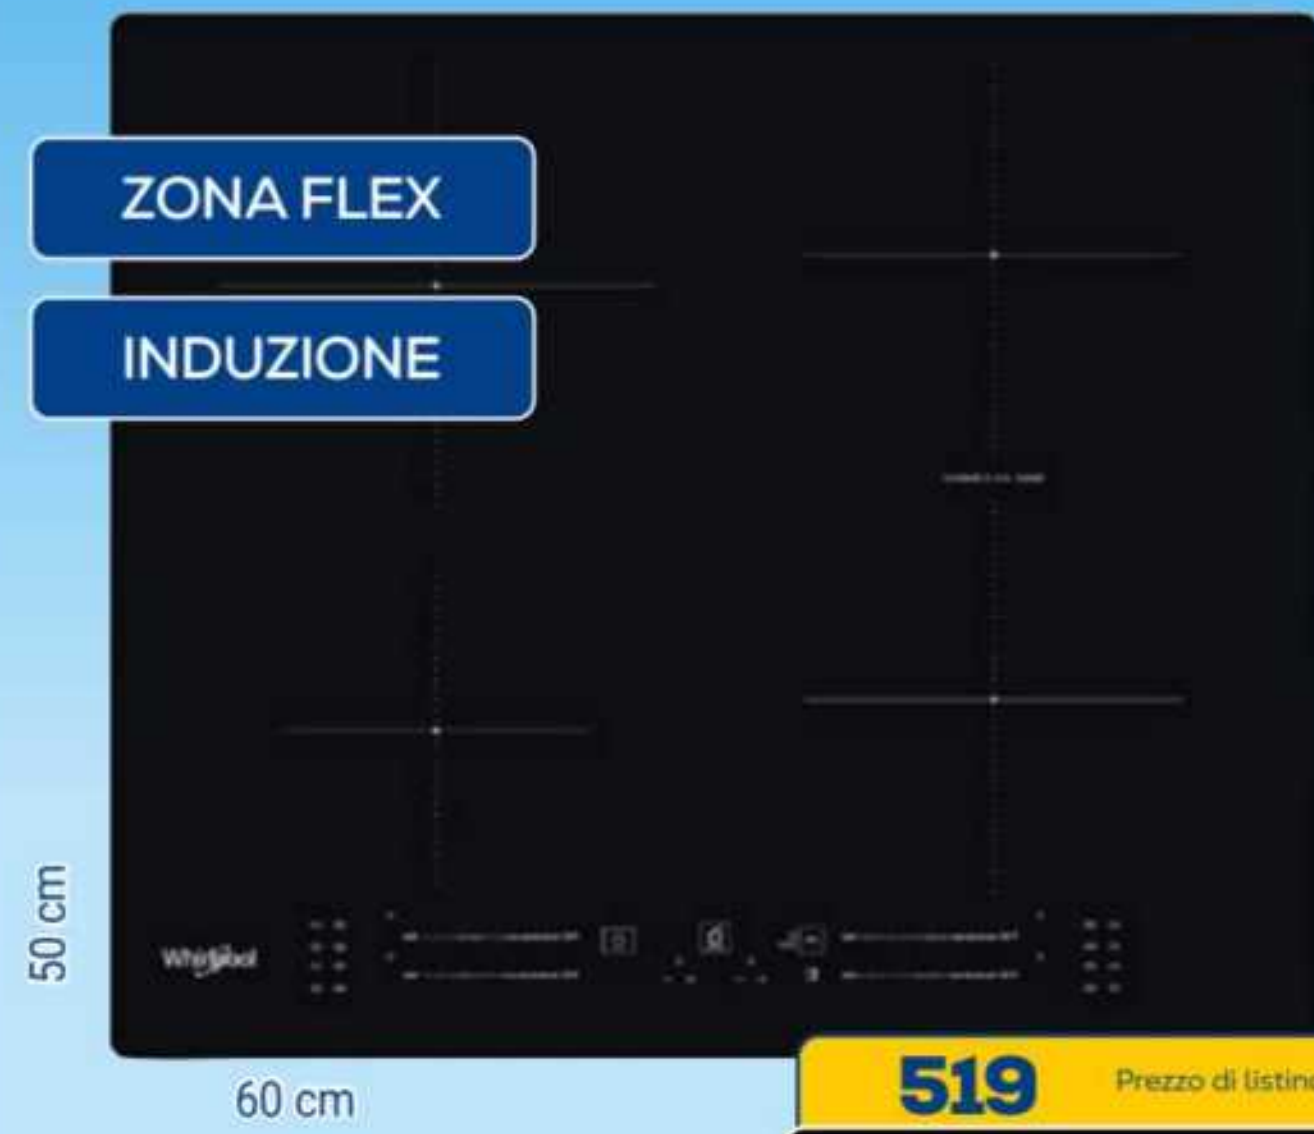 ZONA FLEX
INDUZIONE
50 cm
Whirlpool
60 cm
519
Prezzo di listino